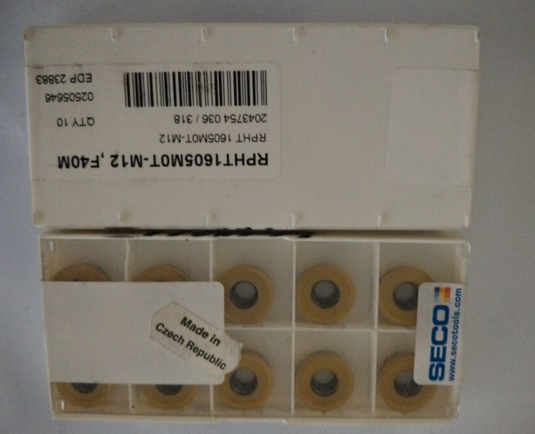 RPHT1605M0T-M12, F40M
RPHT 1605M0T-M12
2043754 036 / 318
QTY 10
02505646
EDP 23883
Made In
Czech Republic
SECO
www.secotools.com